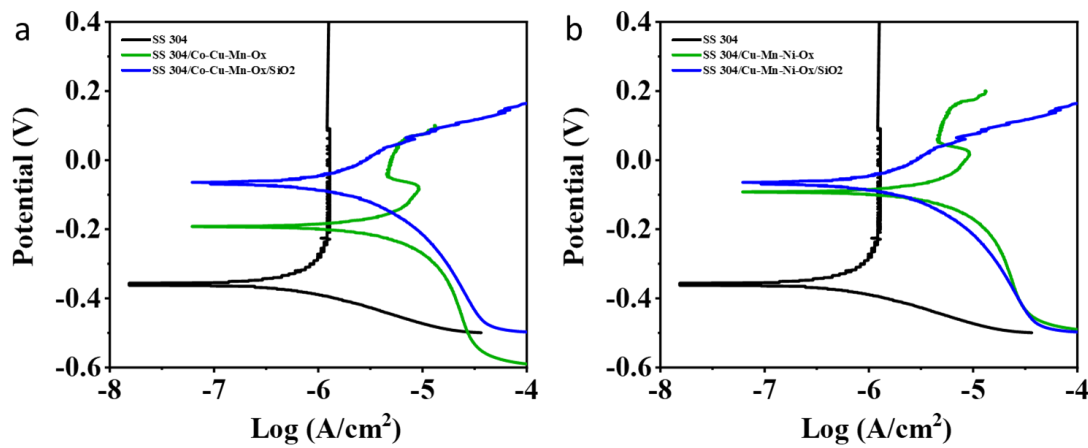 a
0.4
0.2
0.0
-0.2
-0.4
-0.6
Potential (V)
SS 304
SS 304/Co-Cu-Mn-Ox
SS 304/Co-Cu-Mn-Ox/SiO2
-8
-7
-6
-5
-4
Log (A/cm²)
b
0.4
0.2
0.0
-0.2
-0.4
-0.6
Potential (V)
SS 304
SS 304/Cu-Mn-Ni-Ox
SS 304/Cu-Mn-Ni-Ox/SiO2
-8
-7
-6
-5
-4
Log (A/cm²)